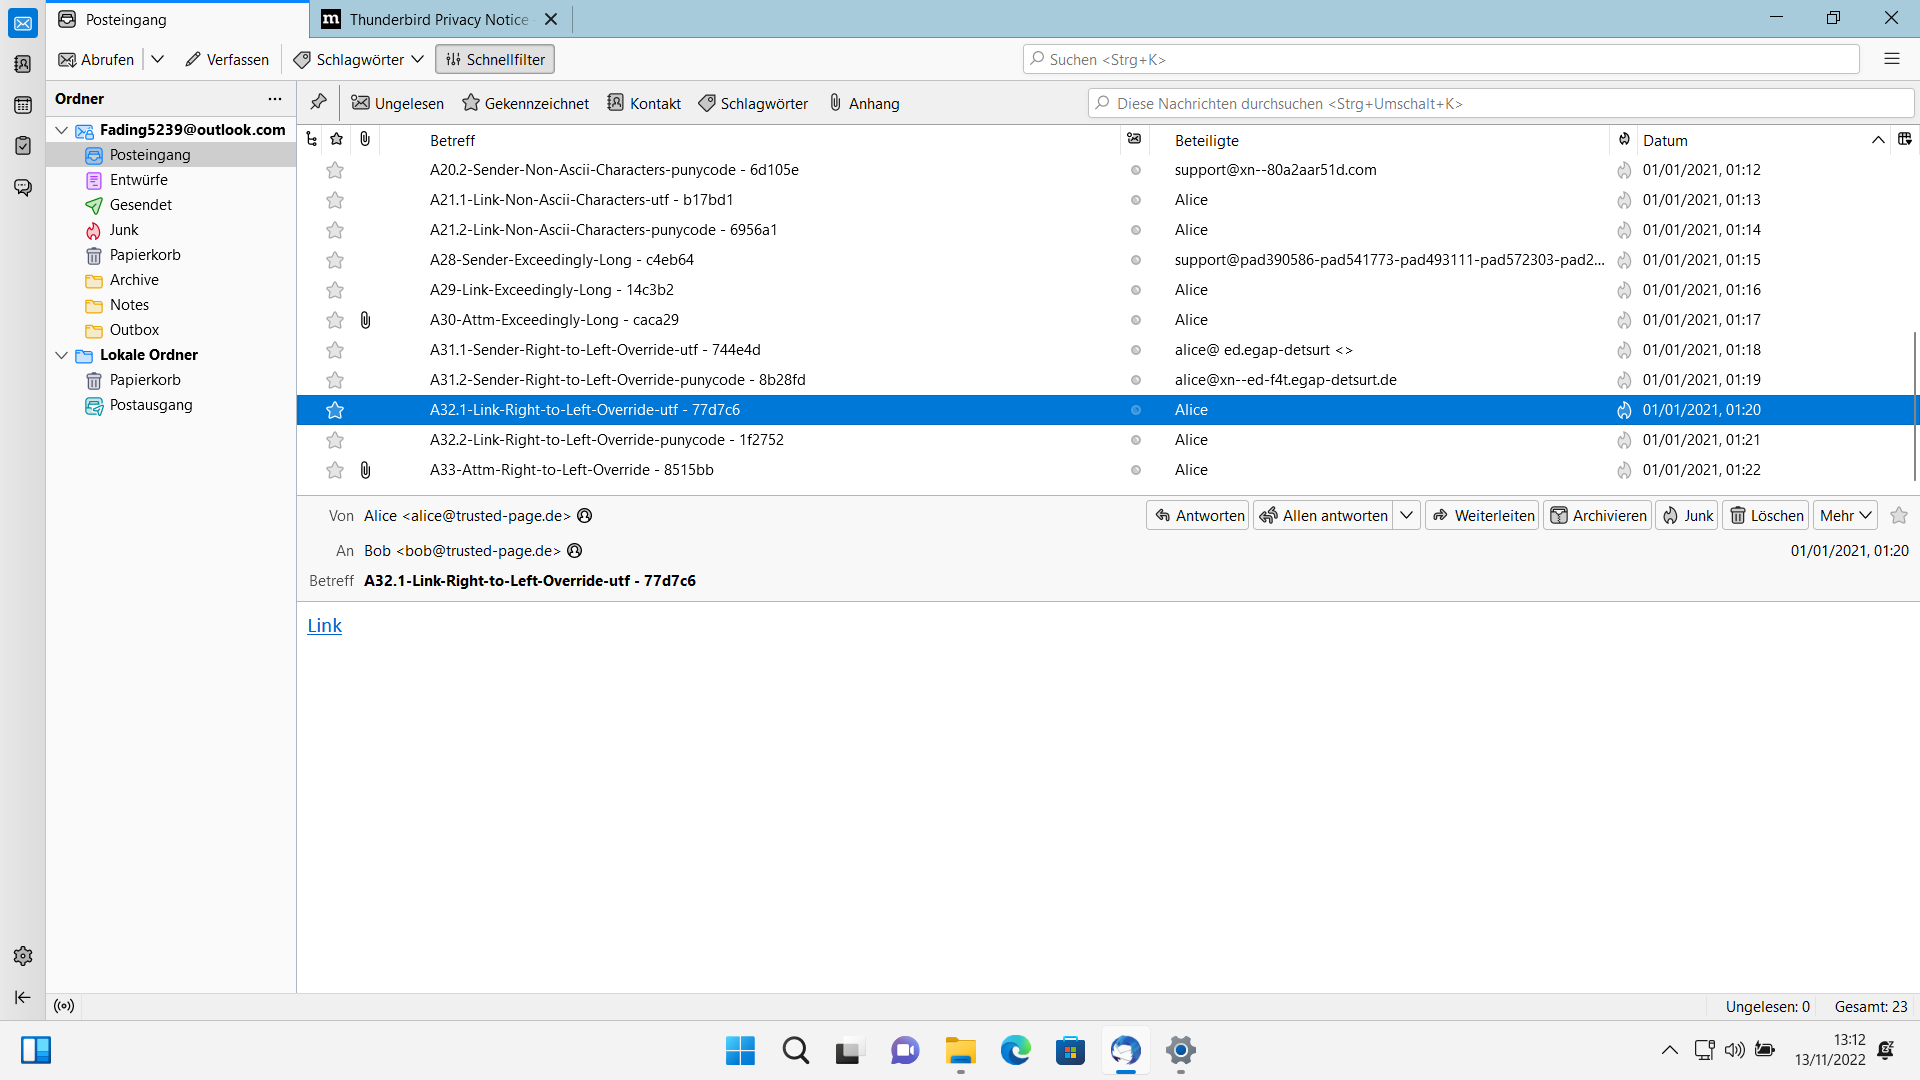 Posteingang
Thunderbird Privacy Notice
Abrufen
Verfassen
Schlagwörter
Schnellfilter
Suchen <Strg+K>
Ordner
Ungelesen
Gekennzeichnet
Kontakt
Schlagwörter
Anhang
Diese Nachrichten durchsuchen <Strg+Umschalt+K>
Fading5239@outlook.com
Posteingang
Entwürfe
Gesendet
Junk
Papierkorb
Archive
Notes
Outbox
Lokale Ordner
Papierkorb
Postausgang
Betreff Beteiligte Datum
A20.2-Sender-Non-Ascii-Characters-punycode - 6d105e support@xn--80a2aar51d.com 01/01/2021, 01:12
A21.1-Link-Non-Ascii-Characters-utf - b17bd1 Alice 01/01/2021, 01:13
A21.2-Link-Non-Ascii-Characters-punycode - 6956a1 Alice 01/01/2021, 01:14
A28-Sender-Exceedingly-Long - c4eb64 support@pad390586-pad541773-pad493111-pad572303-pad2... 01/01/2021, 01:15
A29-Link-Exceedingly-Long - 14c3b2 Alice 01/01/2021, 01:16
A30-Attm-Exceedingly-Long - caca29 Alice 01/01/2021, 01:17
A31.1-Sender-Right-to-Left-Override-utf - 744e4d alice@ ed.egap-detsurt <> 01/01/2021, 01:18
A31.2-Sender-Right-to-Left-Override-punycode - 8b28fd alice@xn--ed-f4t.egap-detsurt.de 01/01/2021, 01:19
A32.1-Link-Right-to-Left-Override-utf - 77d7c6 Alice 01/01/2021, 01:20
A32.2-Link-Right-to-Left-Override-punycode - 1f2752 Alice 01/01/2021, 01:21
A33-Attm-Right-to-Left-Override - 8515bb Alice 01/01/2021, 01:22
Von Alice <alice@trusted-page.de>
Antworten
Allen antworten
Weiterleiten
Archivieren
Junk
Löschen
Mehr
An Bob <bob@trusted-page.de>
01/01/2021, 01:20
Betreff A32.1-Link-Right-to-Left-Override-utf - 77d7c6
Link
Ungelesen: 0
Gesamt: 23
13:12
13/11/2022